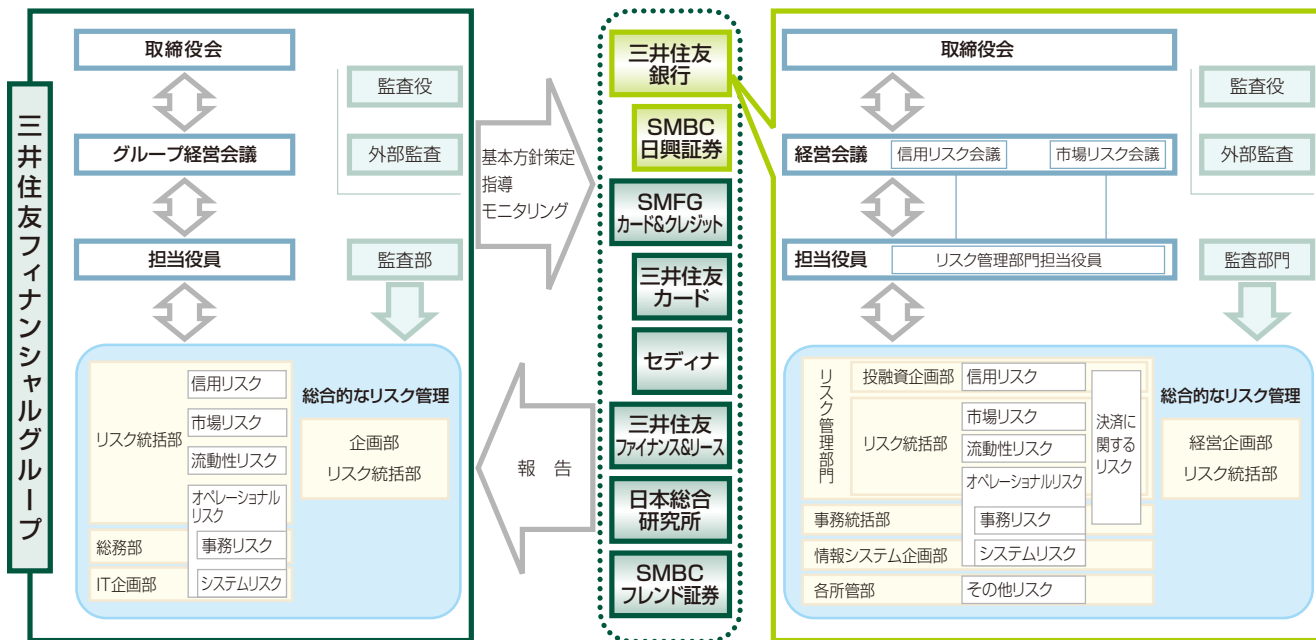 三井住友フィナンシャルグループ
取締役会
監査役
グループ経営会議
外部監査
担当役員
監査部
リスク統括部
信用リスク
市場リスク
流動性リスク
オペレーショナル
リスク
総務部
事務リスク
IT企画部
システムリスク
総合的なリスク管理
企画部
リスク統括部
基本方針策定
指導
モニタリング
報 告
三井住友
銀行
SMBC
日興証券
SMFG
カード&クレジット
三井住友
カード
セディナ
三井住友
ファイナンス&リース
日本総合
研究所
SMBC
フレンド証券
取締役会
監査役
経営会議
信用リスク会議
市場リスク会議
外部監査
担当役員
リスク管理部門担当役員
監査部門
リスク管理部門
投融資企画部
信用リスク
リスク統括部
市場リスク
流動性リスク
オペレーショナルリスク
決済に
関する
リスク
事務統括部
事務リスク
情報システム企画部
システムリスク
各所管部
その他リスク
総合的なリスク管理
経営企画部
リスク統括部